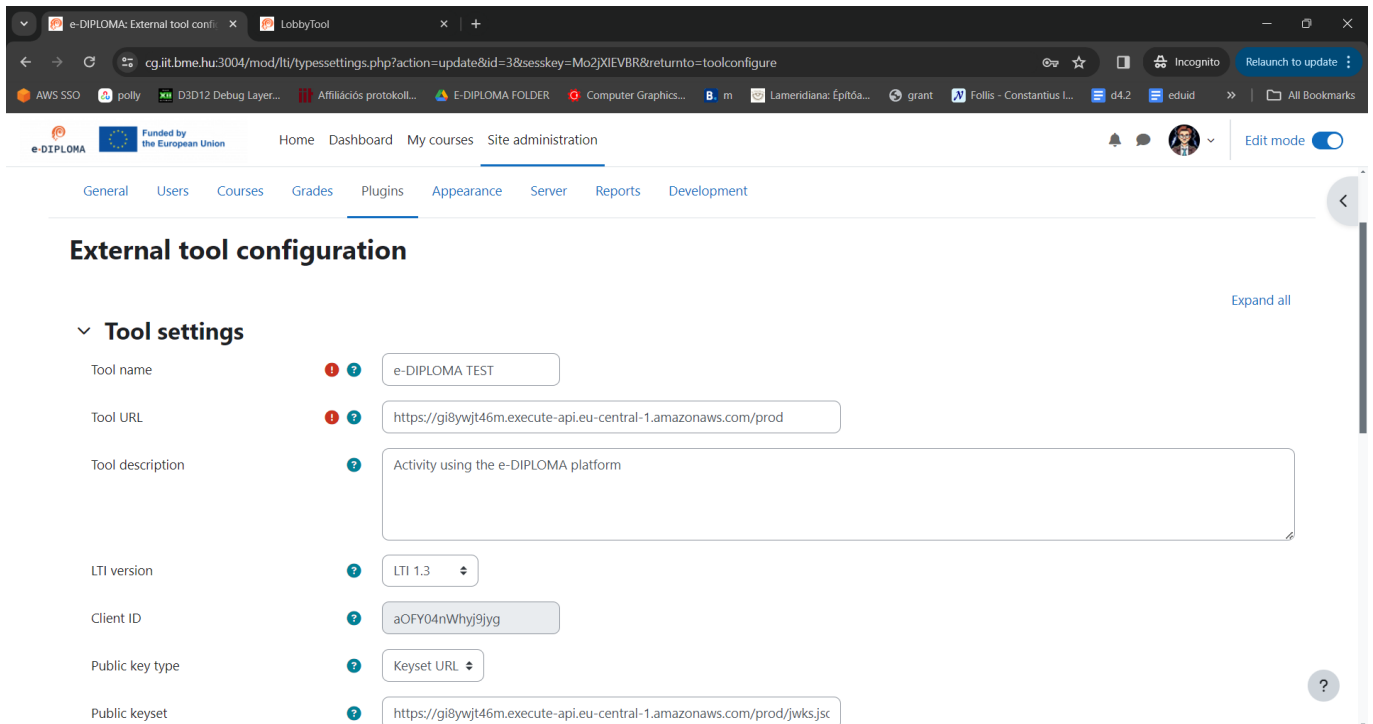 e-DIPLOMA: External tool confi
LobbyTool
cg.iit.bme.hu:3004/mod/lti/typessettings.php?action=update&id=3&sesskey=Mo2jXIEVBR&returnto=toolconfigure
Incognito
Relaunch to update
AWS SSO polly D3D12 Debug Layer... Affiliációs protokoll... E-DIPLOMA FOLDER Computer Graphics... B. m Lameridiana: Építóa... grant N Follis - Constantius I... d4.2 eduid » All Bookmarks
e-DIPLOMA
Funded by
the European Union
Home Dashboard My courses Site administration
Edit mode
General Users Courses Grades Plugins Appearance Server Reports Development
External tool configuration
Expand all
Tool settings
Tool name ! ? e-DIPLOMA TEST
Tool URL ! ? https://gi8ywjt46m.execute-api.eu-central-1.amazonaws.com/prod
Tool description ? Activity using the e-DIPLOMA platform
LTI version ? LTI 1.3
Client ID ? aOFY04nWhyj9jyg
Public key type ? Keyset URL
Public keyset ? https://gi8ywjt46m.execute-api.eu-central-1.amazonaws.com/prod/jwks.jsc
?